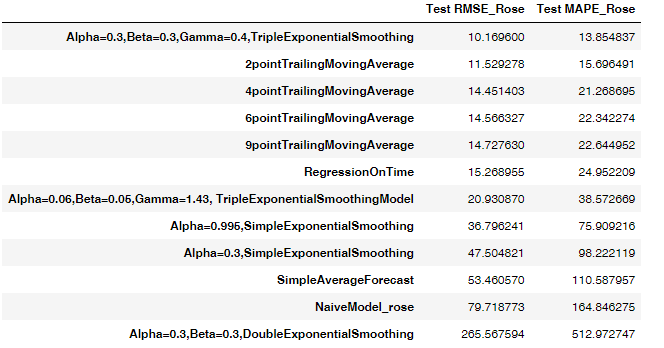 Test RMSE_Rose Test MAPE_Rose
Alpha=0.3,Beta=0.3,Gamma=0.4,TripleExponentialSmoothing 10.169600 13.854837
2pointTrailingMovingAverage 11.529278 15.696491
4pointTrailingMovingAverage 14.451403 21.268695
6pointTrailingMovingAverage 14.566327 22.342274
9pointTrailingMovingAverage 14.727630 22.644952
RegressionOnTime 15.268955 24.952209
Alpha=0.06,Beta=0.05,Gamma=1.43, TripleExponentialSmoothingModel 20.930870 38.572669
Alpha=0.995,SimpleExponentialSmoothing 36.796241 75.909216
Alpha=0.3,SimpleExponentialSmoothing 47.504821 98.222119
SimpleAverageForecast 53.460570 110.587957
NaiveModel_rose 79.718773 164.846275
Alpha=0.3,Beta=0.3,DoubleExponentialSmoothing 265.567594 512.972747